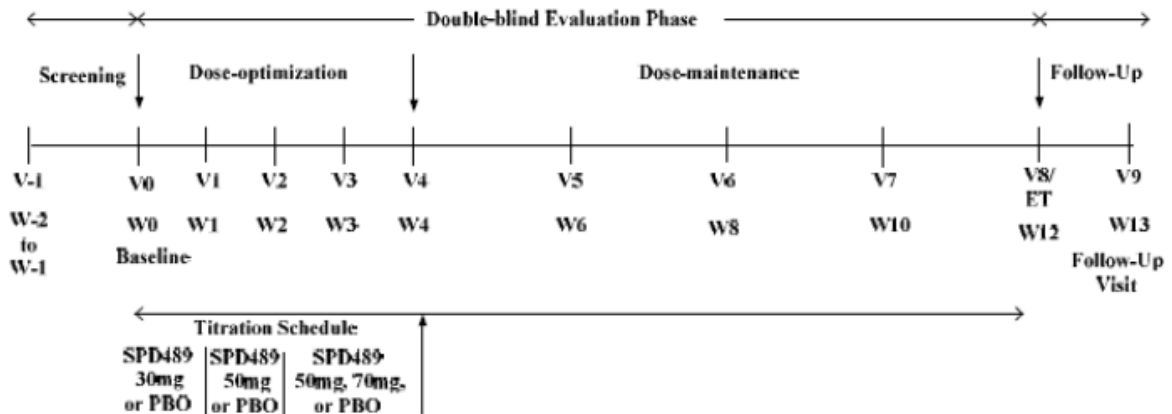 Double-blind Evaluation Phase
Screening Dose-optimization Dose-maintenance Follow-Up
V-1 V0 V1 V2 V3 V4 V5 V6 V7 V8/ V9
ET
W-2 W0 W1 W2 W3 W4 W6 W8 W10 W12 W13
to
W-1 Baseline Follow-Up
Visit
Titration Schedule
SPD489 SPD489 SPD489
30mg 50mg 50mg, 70mg,
or PBO or PBO or PBO